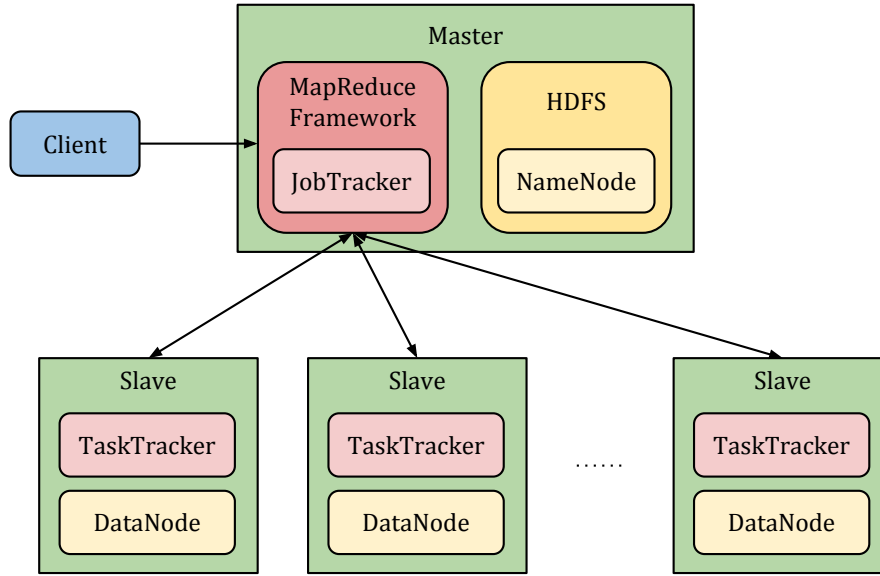 Master
MapReduce
Framework
HDFS
Client
JobTracker
NameNode
Slave
TaskTracker
DataNode
Slave
TaskTracker
DataNode
......
Slave
TaskTracker
DataNode